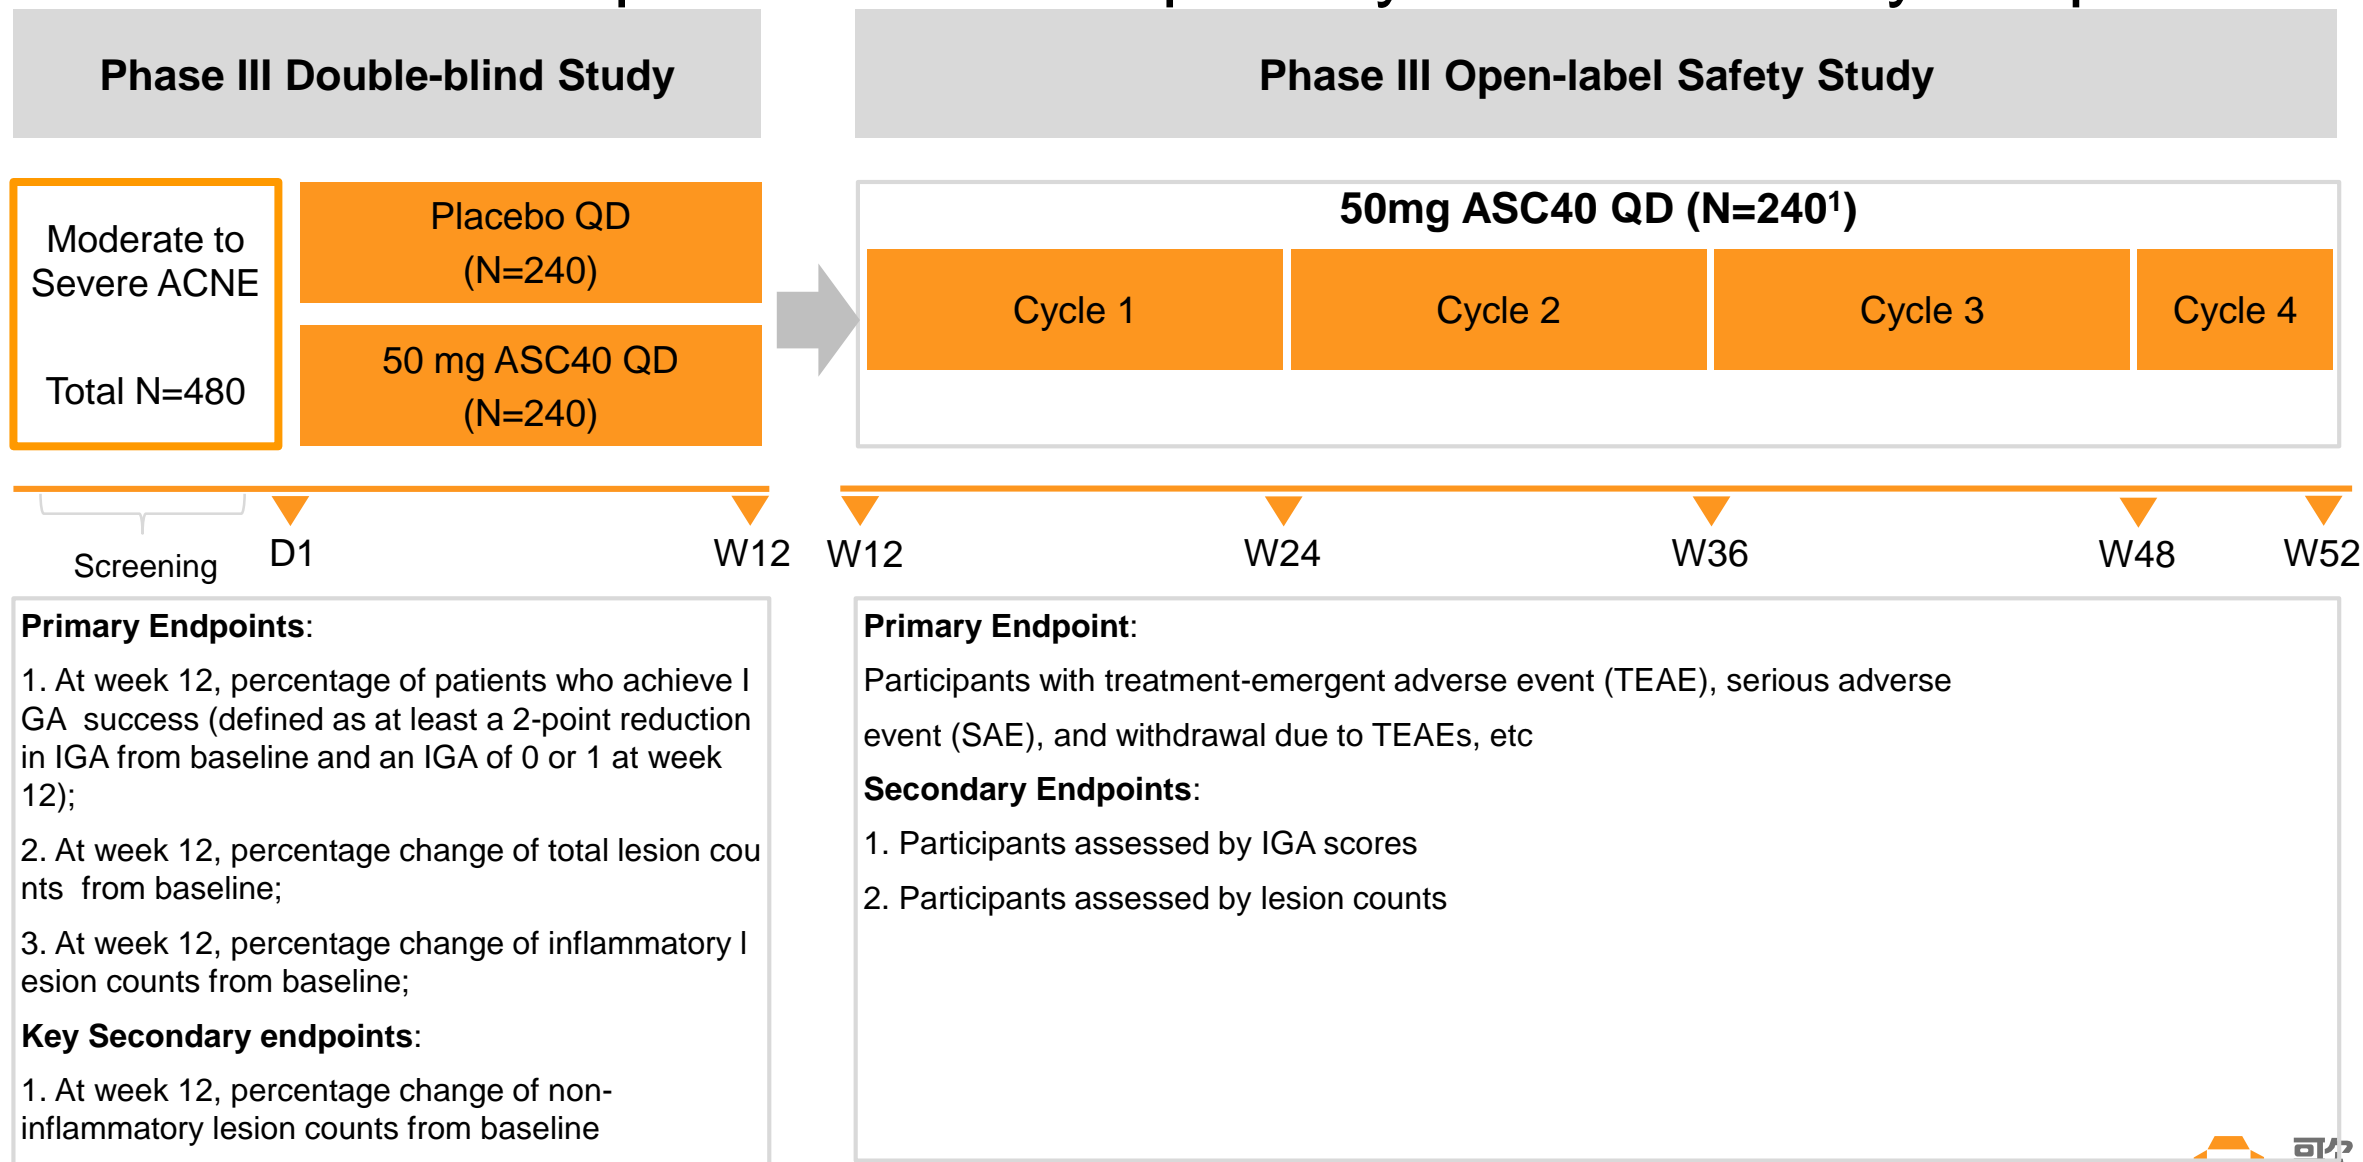 Phase III Double-blind Study
Phase III Open-label Safety Study
Moderate to
Severe ACNE
Total N=480
Placebo QD
(N=240)
50 mg ASC40 QD
(N=240)
50mg ASC40 QD (N=240¹)
Cycle 1
Cycle 2
Cycle 3
Cycle 4
Screening
D1
W12
W12
W24
W36
W48
W52
Primary Endpoints:
1. At week 12, percentage of patients who achieve I
GA  success (defined as at least a 2-point reduction
in IGA from baseline and an IGA of 0 or 1 at week
12);
2. At week 12, percentage change of total lesion cou
nts  from baseline;
3. At week 12, percentage change of inflammatory l
esion counts from baseline;
Key Secondary endpoints:
1. At week 12, percentage change of non-
inflammatory lesion counts from baseline
Primary Endpoint:
Participants with treatment-emergent adverse event (TEAE), serious adverse
event (SAE), and withdrawal due to TEAEs, etc
Secondary Endpoints:
1. Participants assessed by IGA scores
2. Participants assessed by lesion counts